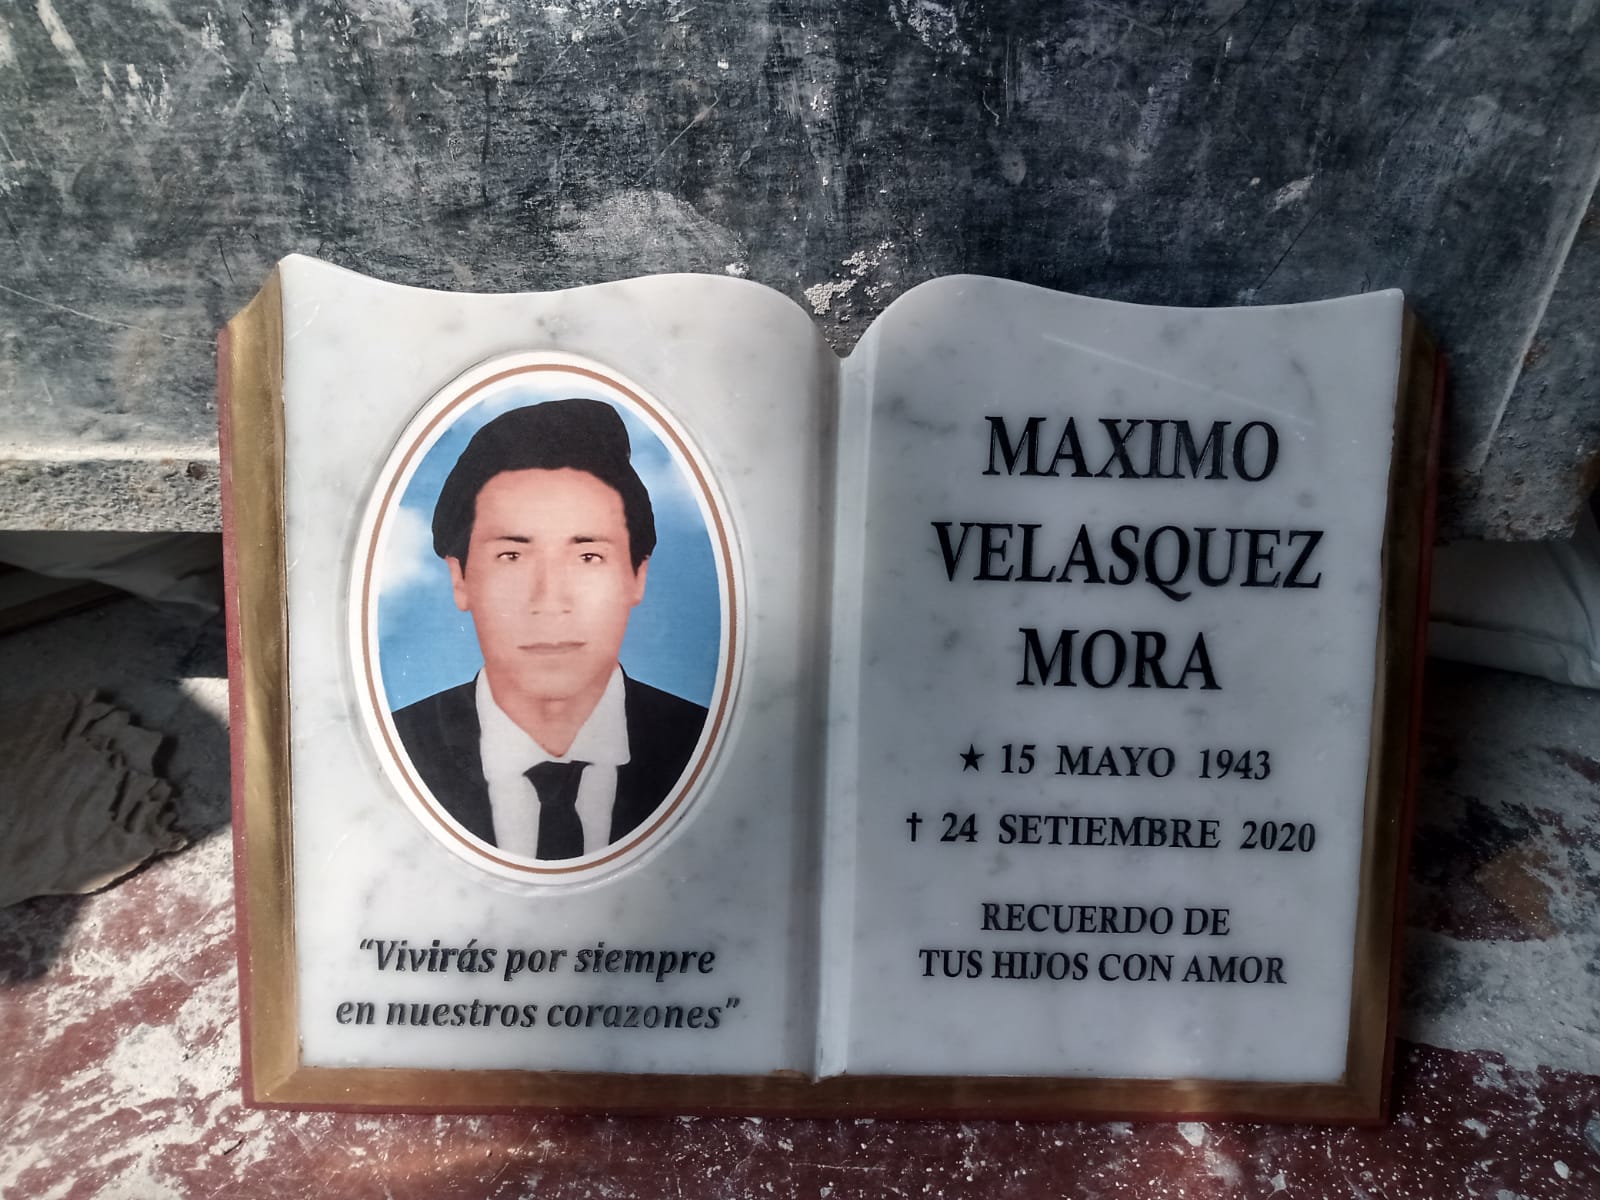 "Vivirás por siempre
en nuestros corazones"
MAXIMO
VELASQUEZ
MORA
★ 15 MAYO 1943
† 24 SETIEMBRE 2020
RECUERDO DE
TUS HIJOS CON AMOR